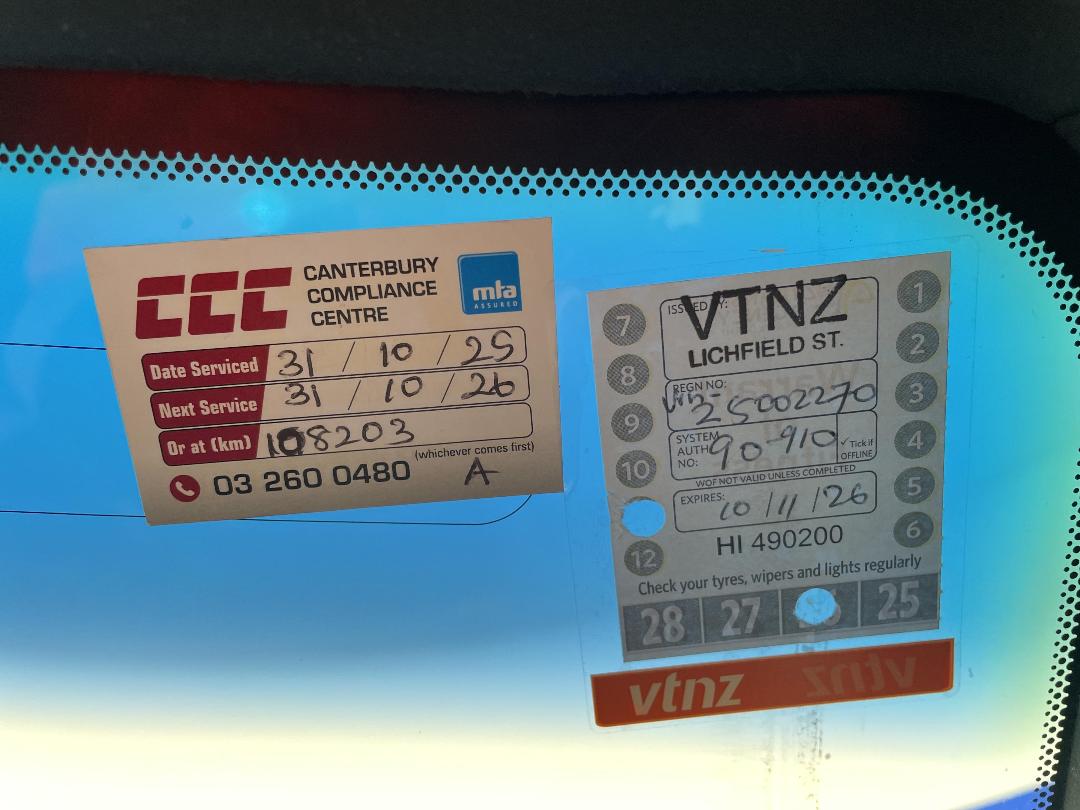 CCC CANTERBURY
COMPLIANCE
CENTRE
mta
ASSURED
Date Serviced 31 / 10 / 25
Next Service 31 / 10 / 26
Or at (km) 108203
(whichever comes first)
03 260 0480 A
ISSUED BY:
VTNZ
LICHFIELD ST.
REGN NO:
25002270
SYSTEM
AUTH
NO: 90-910
✓ Tick if
OFFLINE
WOF NOT VALID UNLESS COMPLETED
EXPIRES: 10/11/26
HI 490200
Check your tyres, wipers and lights regularly
7
8
9
10
12
1
2
3
4
5
6
28 27 25
vtnz
vtnz